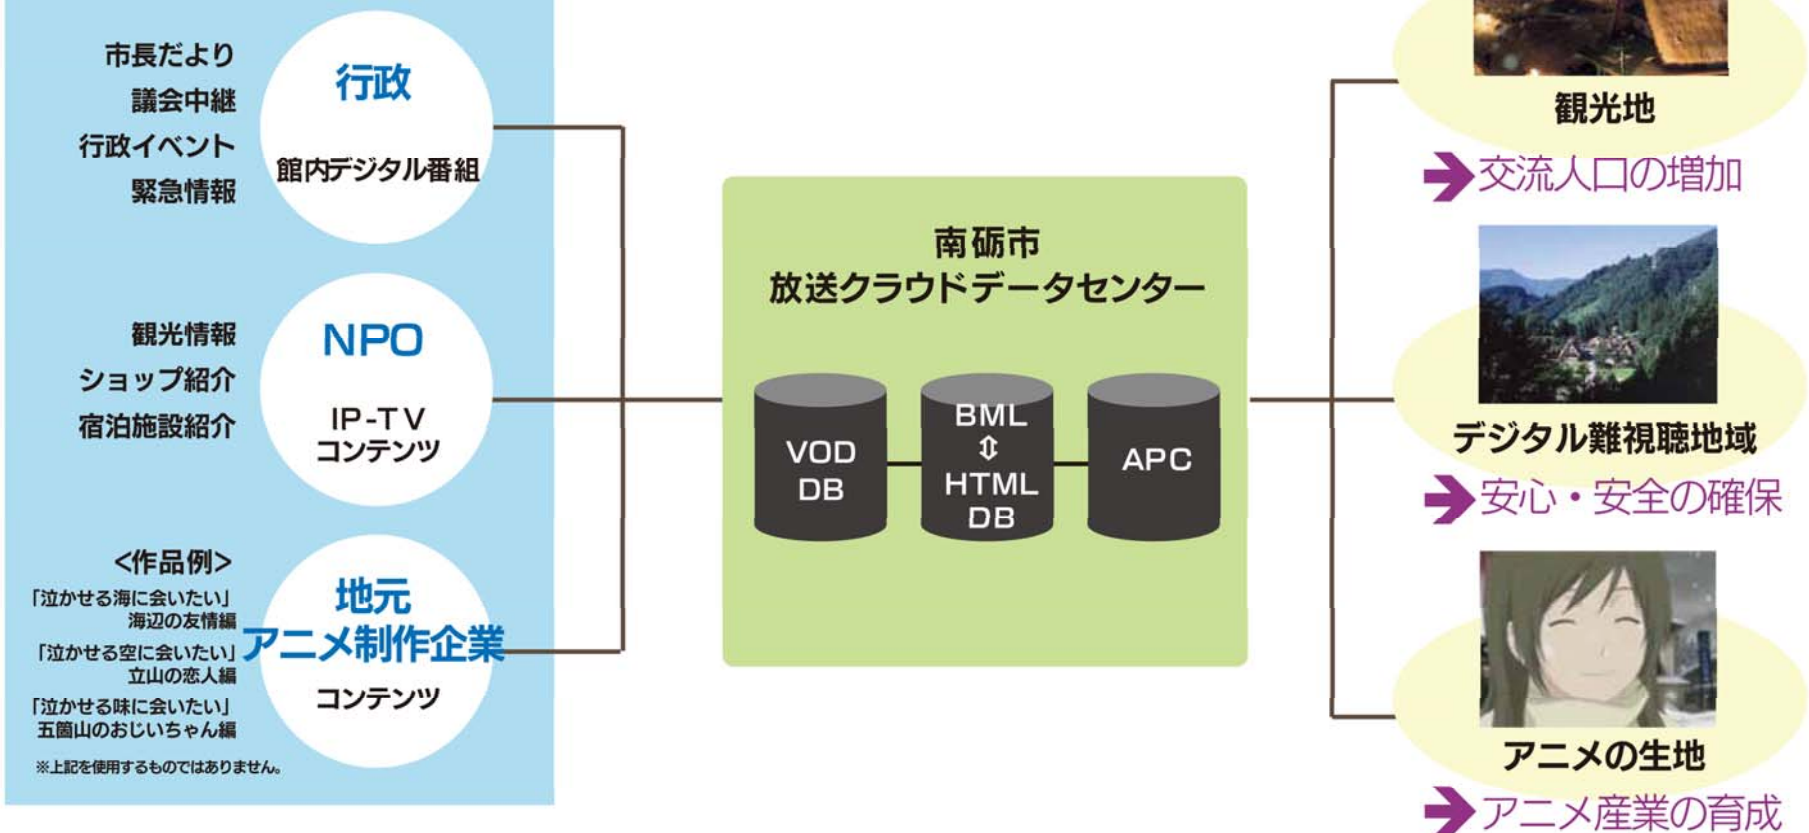 市長だより
議会中継
行政イベント
緊急情報
行政
館内デジタル番組
観光情報
ショップ紹介
宿泊施設紹介
NPO
IP-TV
コンテンツ
<作品例>
「泣かせる海に会いたい」
海辺の友情編
「泣かせる空に会いたい」
立山の恋人編
「泣かせる味に会いたい」
五箇山のおじいちゃん編
※上記を使用するものではありません。
地元
アニメ制作企業
コンテンツ
南砺市
放送クラウドデータセンター
VOD
DB
BML
⇕
HTML
DB
APC
観光地
➔交流人口の増加
デジタル難視聴地域
➔安心・安全の確保
アニメの生地
➔アニメ産業の育成